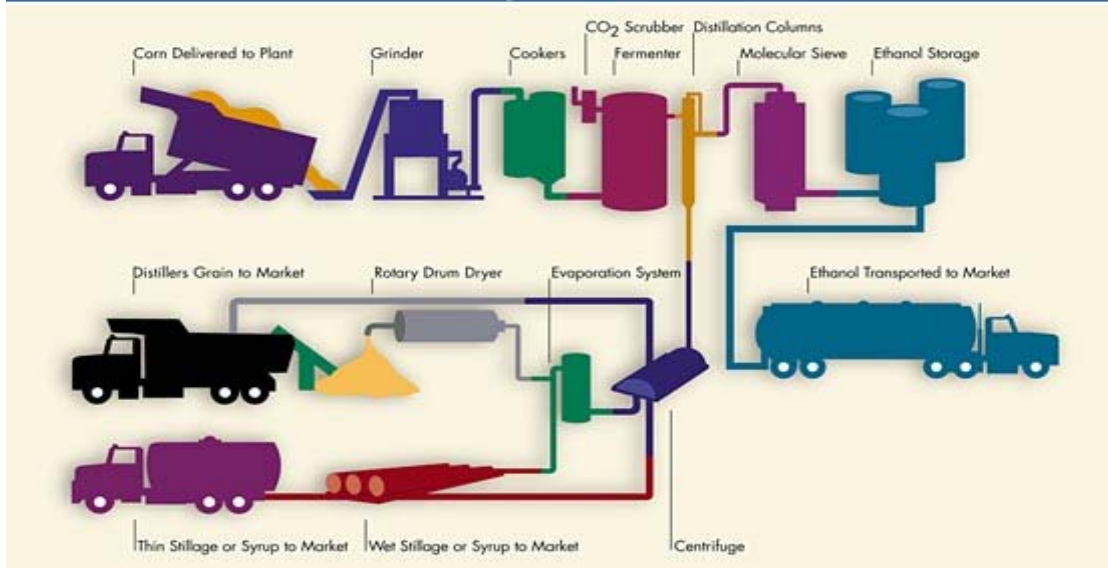 CO2 Scrubber
Distillation Columns
Corn Delivered to Plant
Grinder
Cookers
Fermenter
Molecular Sieve
Ethanol Storage
Distillers Grain to Market
Rotary Drum Dryer
Evaporation System
Ethanol Transported to Market
Thin Stillage or Syrup to Market
Wet Stillage or Syrup to Market
Centrifuge